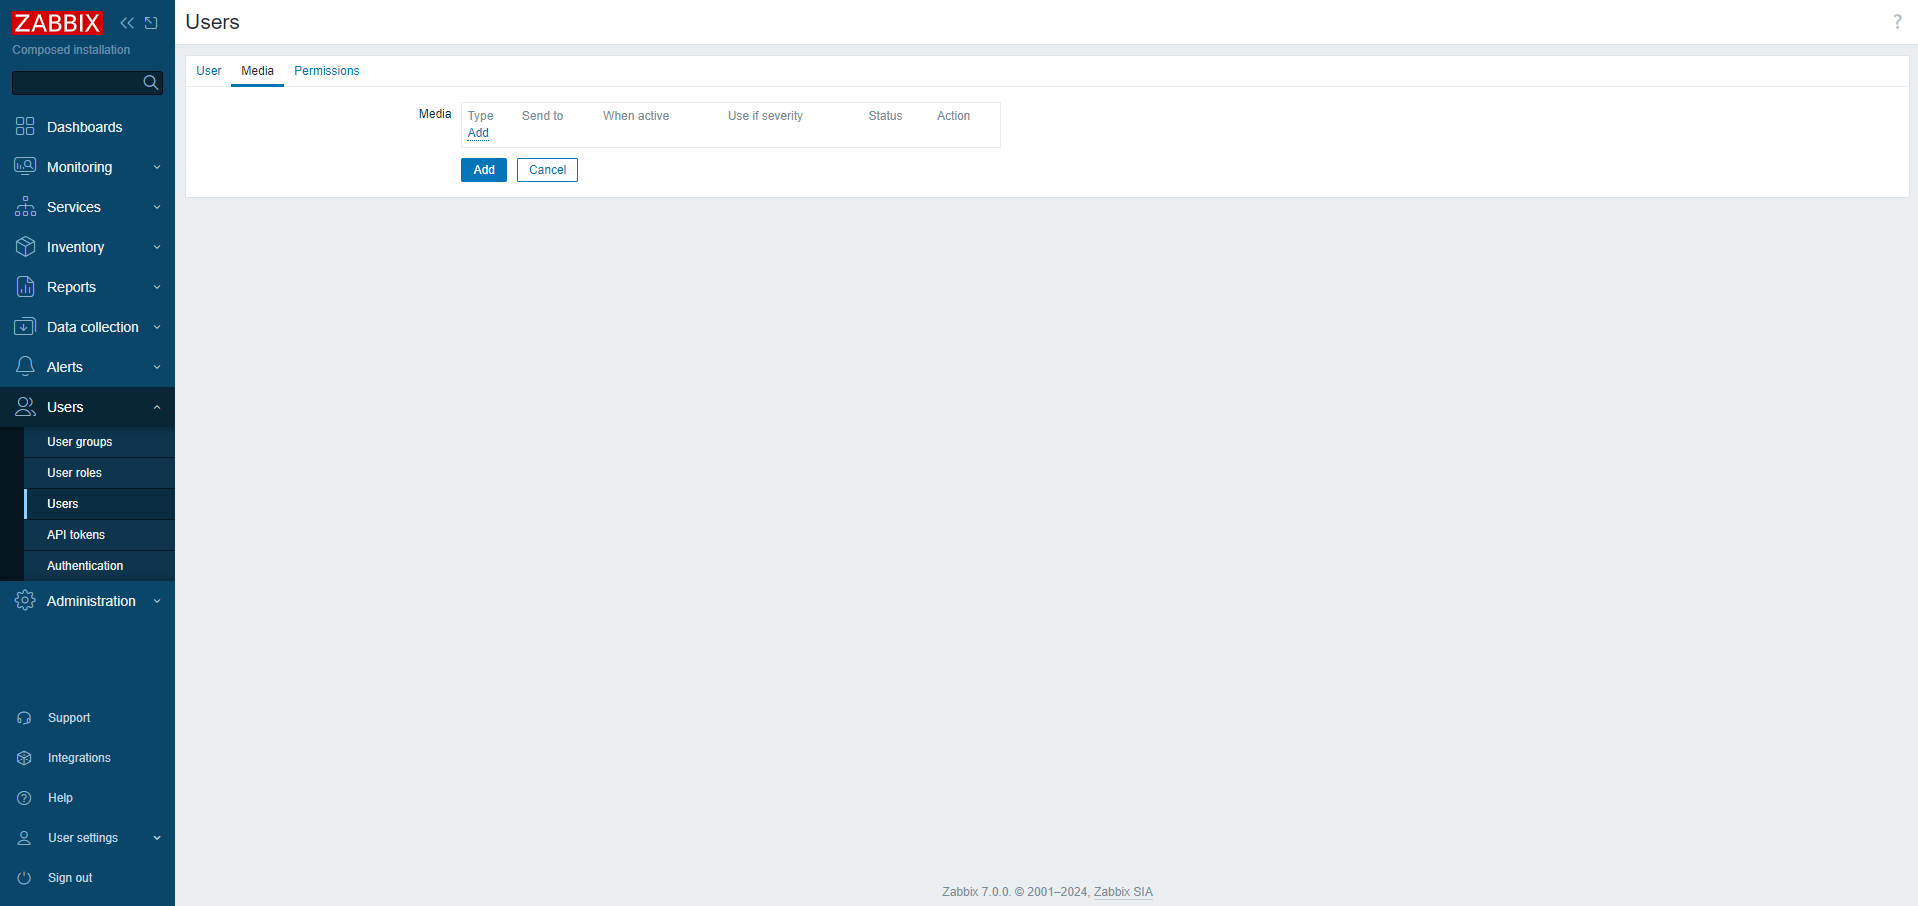 ZABBIX
Composed installation
Dashboards
Monitoring
Services
Inventory
Reports
Data collection
Alerts
Users
User groups
User roles
Users
API tokens
Authentication
Administration
Support
Integrations
Help
User settings
Sign out
Users
?
User Media Permissions
Media
Type Send to When active Use if severity Status Action
Add
Add Cancel
Zabbix 7.0.0. © 2001–2024, Zabbix SIA